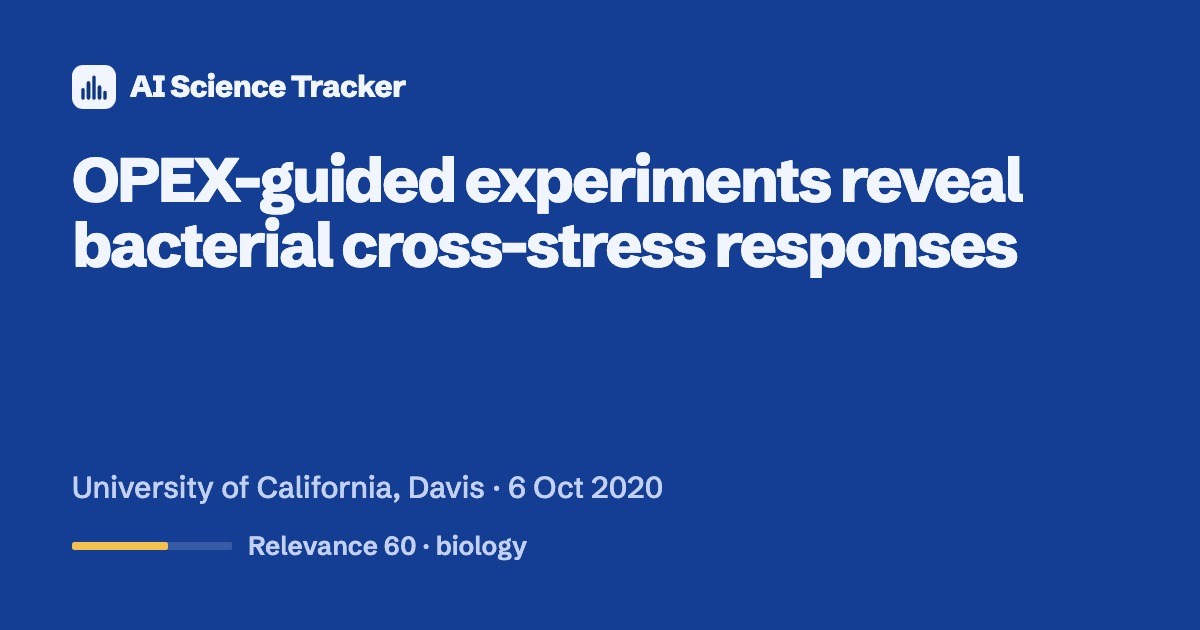 AI Science Tracker
OPEX-guided experiments reveal
bacterial cross-stress responses
University of California, Davis · 6 Oct 2020
Relevance 60 · biology